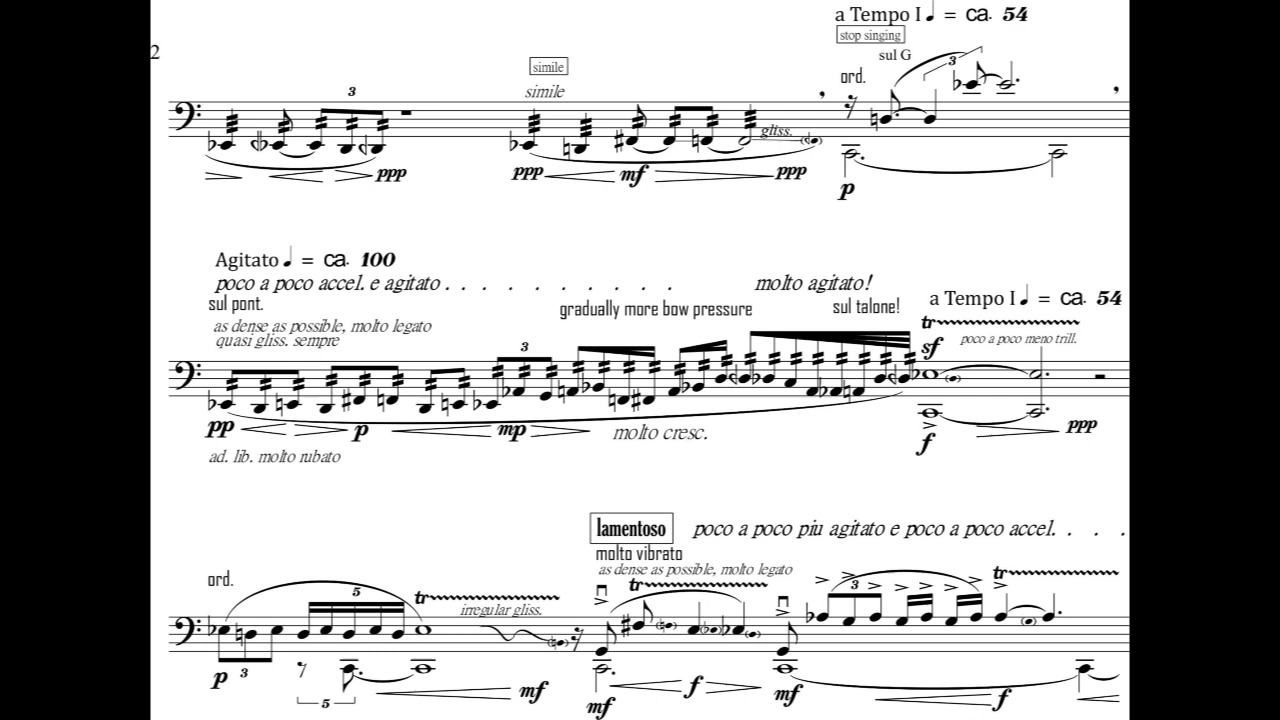 a Tempo I ♩ = ca. 54
stop singing
2
sul G
simile
ord.
3
simile
3
gliss.
ppp
ppp
mf
ppp
p
Agitato ♩ = ca. 100
poco a poco accel. e agitato . . . . . . . . . molto agitato!
a Tempo I ♩ = ca. 54
sul pont.
gradually more bow pressure
sul talone!
as dense as possible, molto legato
quasi gliss. sempre
tr
sf
poco a poco meno trill.
3
pp
p
mp
molto cresc.
f
ppp
ad. lib. molto rubato
lamentoso
poco a poco piu agitato e poco a poco accel. . . .
molto vibrato
as dense as possible, molto legato
ord.
5
tr
irregular gliss.
tr
3
tr
p
3
5
mf
mf
f
mf
f